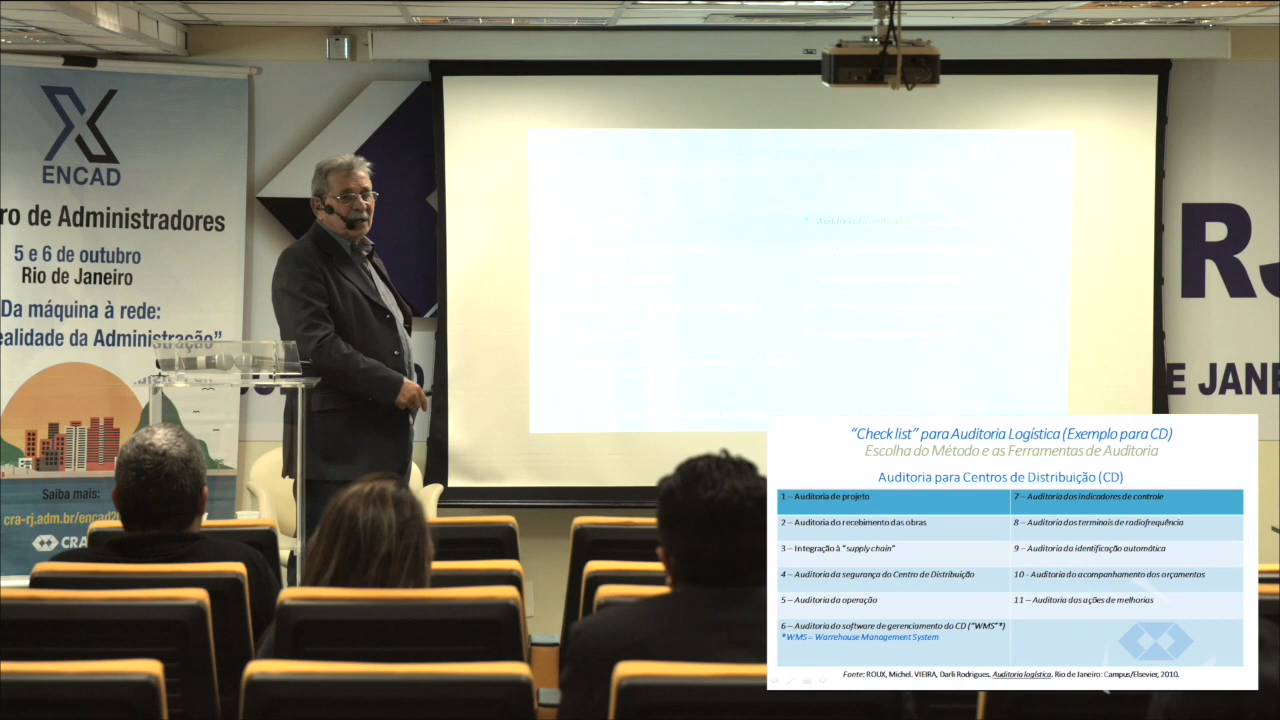 ENCAD
ro de Administradores
5 e 6 de outubro
Rio de Janeiro
Da máquina à rede:
ealidade da Administração”
Saiba mais:
cra-rj.adm.br/encad20
CRA
RJ
E JANE
“Check list” para Auditoria Logística (Exemplo para CD)
Escolha do Método e as Ferramentas de Auditoria
Auditoria para Centros de Distribuição (CD)
1 – Auditoria de projeto
7 – Auditoria dos indicadores de controle
2 – Auditoria do recebimento das obras
8 – Auditoria dos terminais de radiofrequência
3 – Integração à “supply chain”
9 – Auditoria da identificação automática
4 – Auditoria da segurança do Centro de Distribuição
10 - Auditoria do acompanhamento dos orçamentos
5 – Auditoria da operação
11 – Auditoria das ações de melhorias
6 – Auditoria do software de gerenciamento do CD (“WMS”*)
*WMS – Warrehouse Management System
Fonte: ROUX, Michel. VIEIRA, Darli Rodrigues. Auditoria logística. Rio de Janeiro: Campus/Elsevier, 2010.